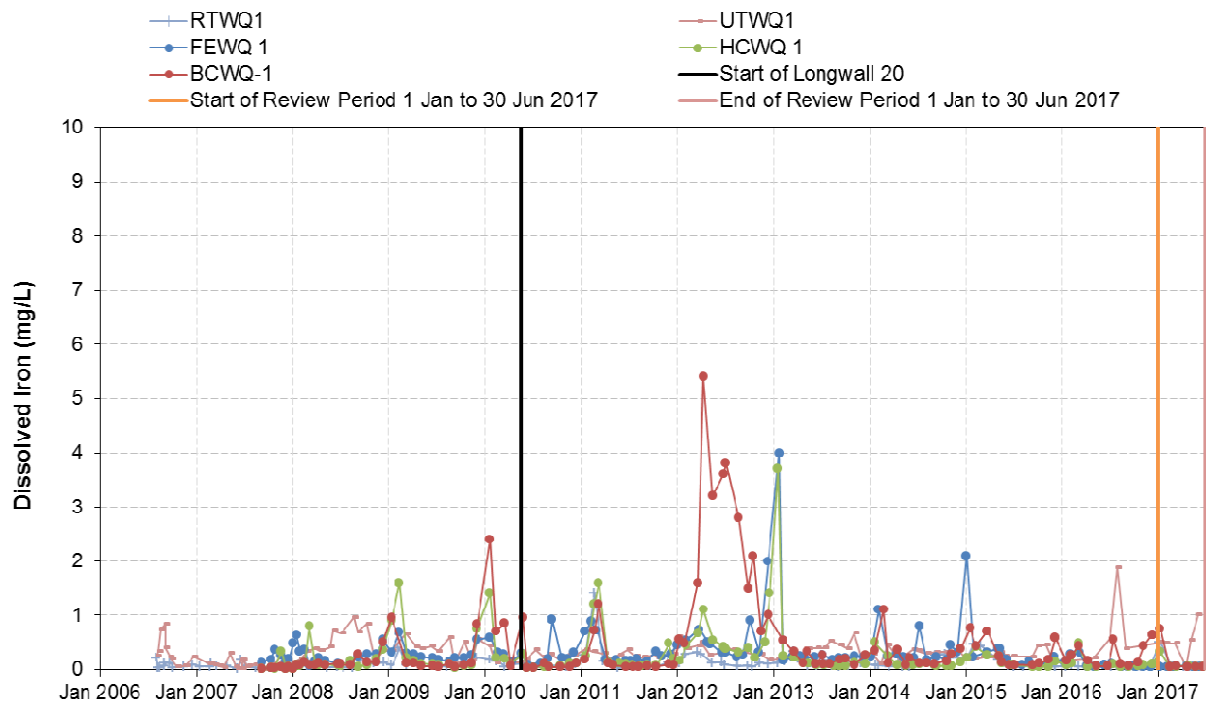 RTWQ1 UTWQ1
FEWQ 1 HCWQ 1
BCWQ-1 Start of Longwall 20
Start of Review Period 1 Jan to 30 Jun 2017 End of Review Period 1 Jan to 30 Jun 2017
10
9
8
7
6
5
4
3
2
1
0
Dissolved Iron (mg/L)
Jan 2006 Jan 2007 Jan 2008 Jan 2009 Jan 2010 Jan 2011 Jan 2012 Jan 2013 Jan 2014 Jan 2015 Jan 2016 Jan 2017